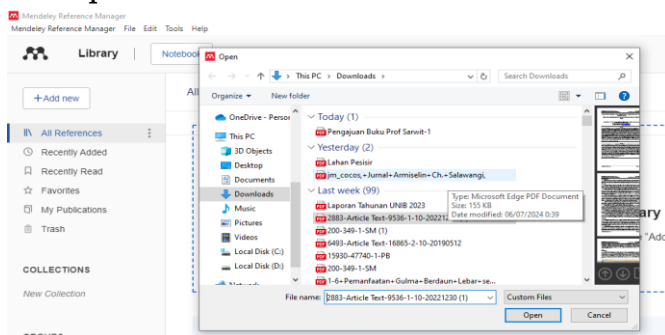 Mendeley Reference Manager
Mendeley Reference Manager File Edit Tools Help
Library
Notebook
+Add new
All
All References
Recently Added
Recently Read
Favorites
My Publications
Trash
COLLECTIONS
New Collection
Open
This PC > Downloads >
Search Downloads
Organize
New folder
OneDrive - Person
This PC
3D Objects
Desktop
Documents
Downloads
Music
Pictures
Videos
Local Disk (C:)
Local Disk (D:)
Today (1)
Pengajuan Buku Prof Sarwit-1
Yesterday (2)
Lahan Pesisir
jm_cocos,+Jurnal+Armiselin+Ch.+Salawangi,
Last week (99)
Laporan Tahunan UNIB 2023
2883-Article Text-9536-1-10-2022123
200-349-1-SM (1)
6493-Article Text-16865-2-10-20190512
15930-47740-1-PB
200-349-1-SM
1-6+Pemanfaatan+Gulma+Berdaun+Lebar+se...
Type: Microsoft Edge PDF Document
Size: 155 KB
Date modified: 06/07/2024 0:39
ary
"Add
File name:
2883-Article Text-9536-1-10-20221230 (1)
Custom Files
Open
Cancel